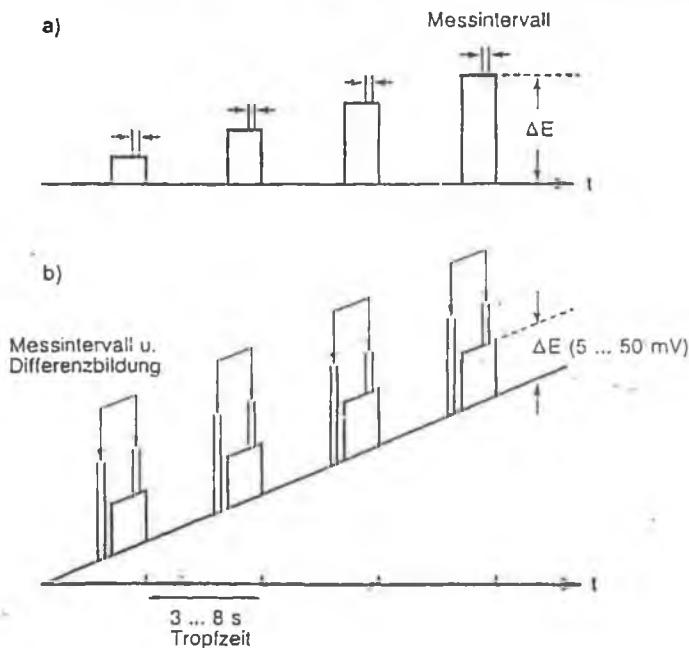 a)
Messintervall
ΔE
t
b)
Messintervall u.
Differenzbildung
ΔE (5 ... 50 mV)
t
3 ... 8 s
Tropfzeit